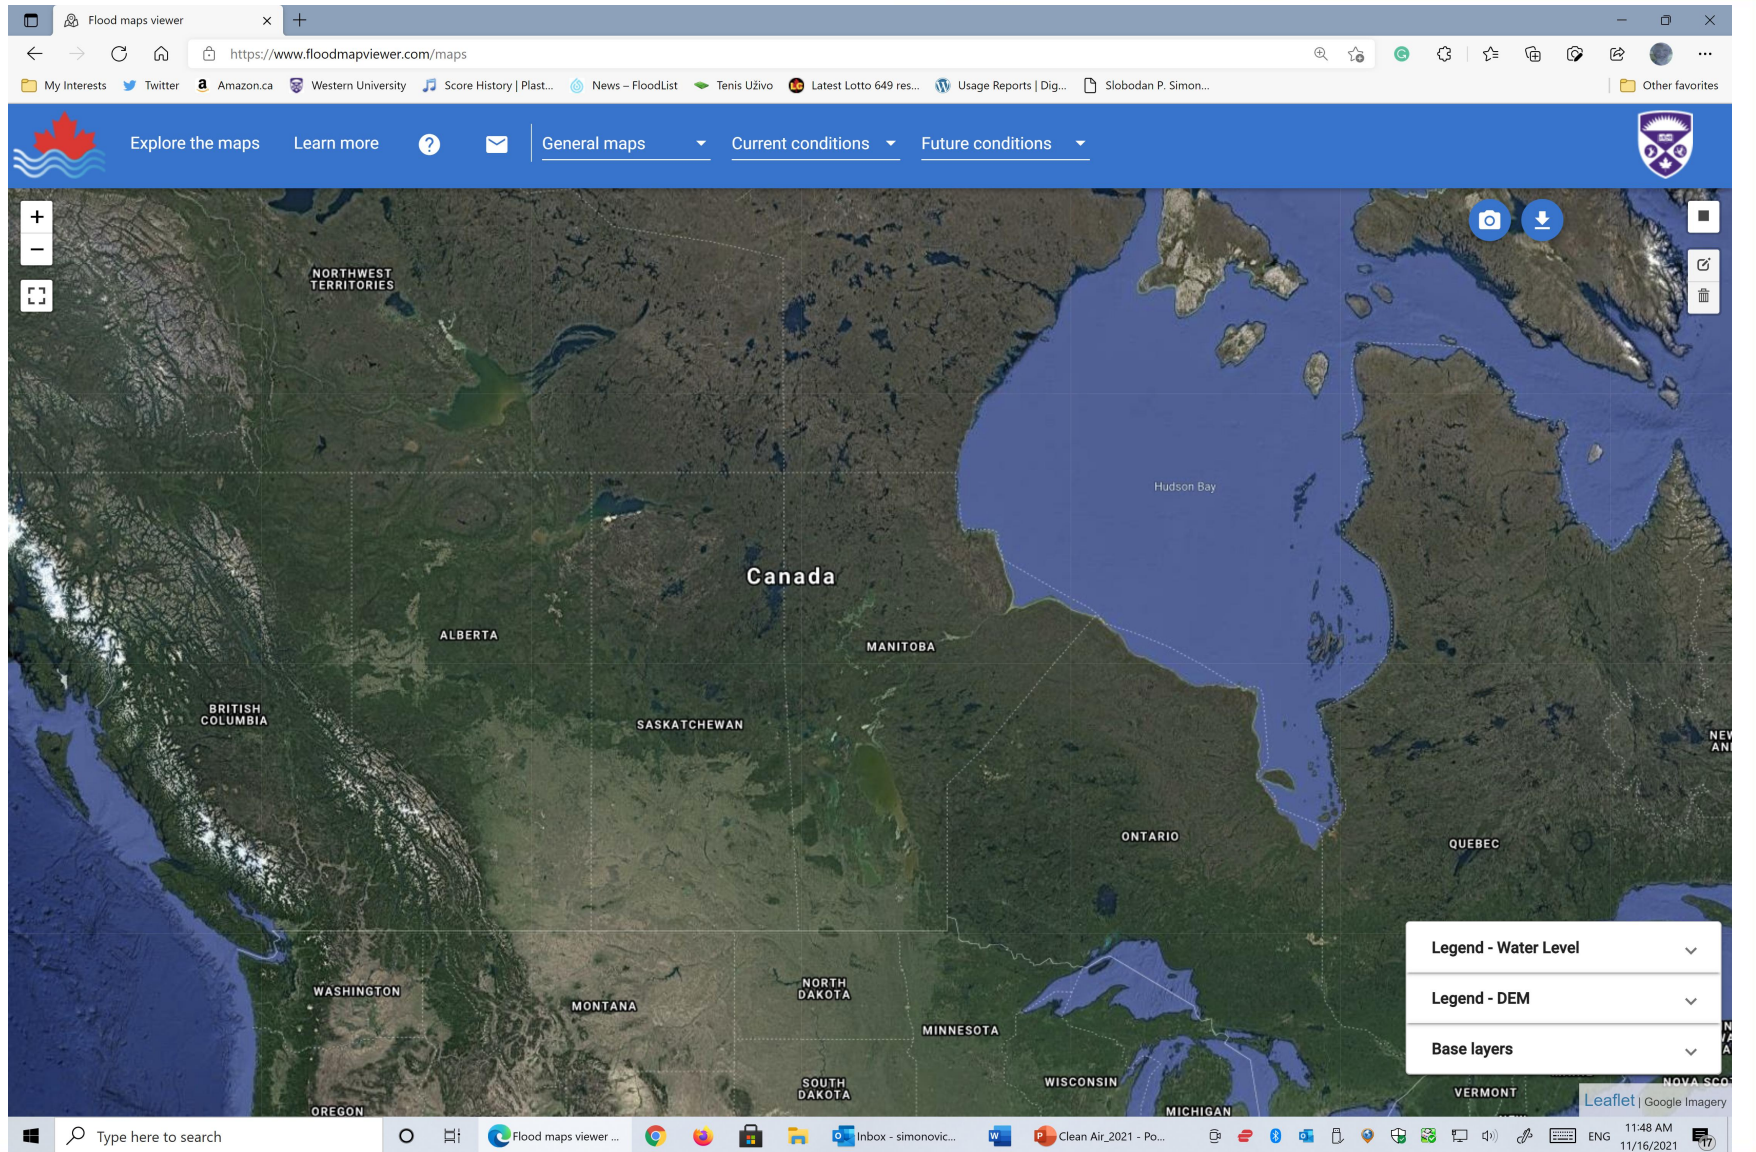 Flood maps viewer
https://www.floodmapviewer.com/maps
My Interests
Twitter
Amazon.ca
Western University
Score History | Plast...
News – FloodList
Tenis Uživo
Latest Lotto 649 res...
Usage Reports | Dig...
Slobodan P. Simon...
Other favorites
Explore the maps
Learn more
General maps
Current conditions
Future conditions
NORTHWEST
TERRITORIES
Hudson Bay
Canada
ALBERTA
MANITOBA
BRITISH
COLUMBIA
SASKATCHEWAN
NEW
AN
ONTARIO
QUEBEC
Legend - Water Level
Legend - DEM
Base layers
WASHINGTON
MONTANA
NORTH
DAKOTA
MINNESOTA
SOUTH
DAKOTA
WISCONSIN
VERMONT
NOVA SCO
OREGON
MICHIGAN
Leaflet | Google Imagery
Type here to search
Flood maps viewer ...
Inbox - simonovic...
Clean Air_2021 - Po...
ENG
11:48 AM
11/16/2021
17